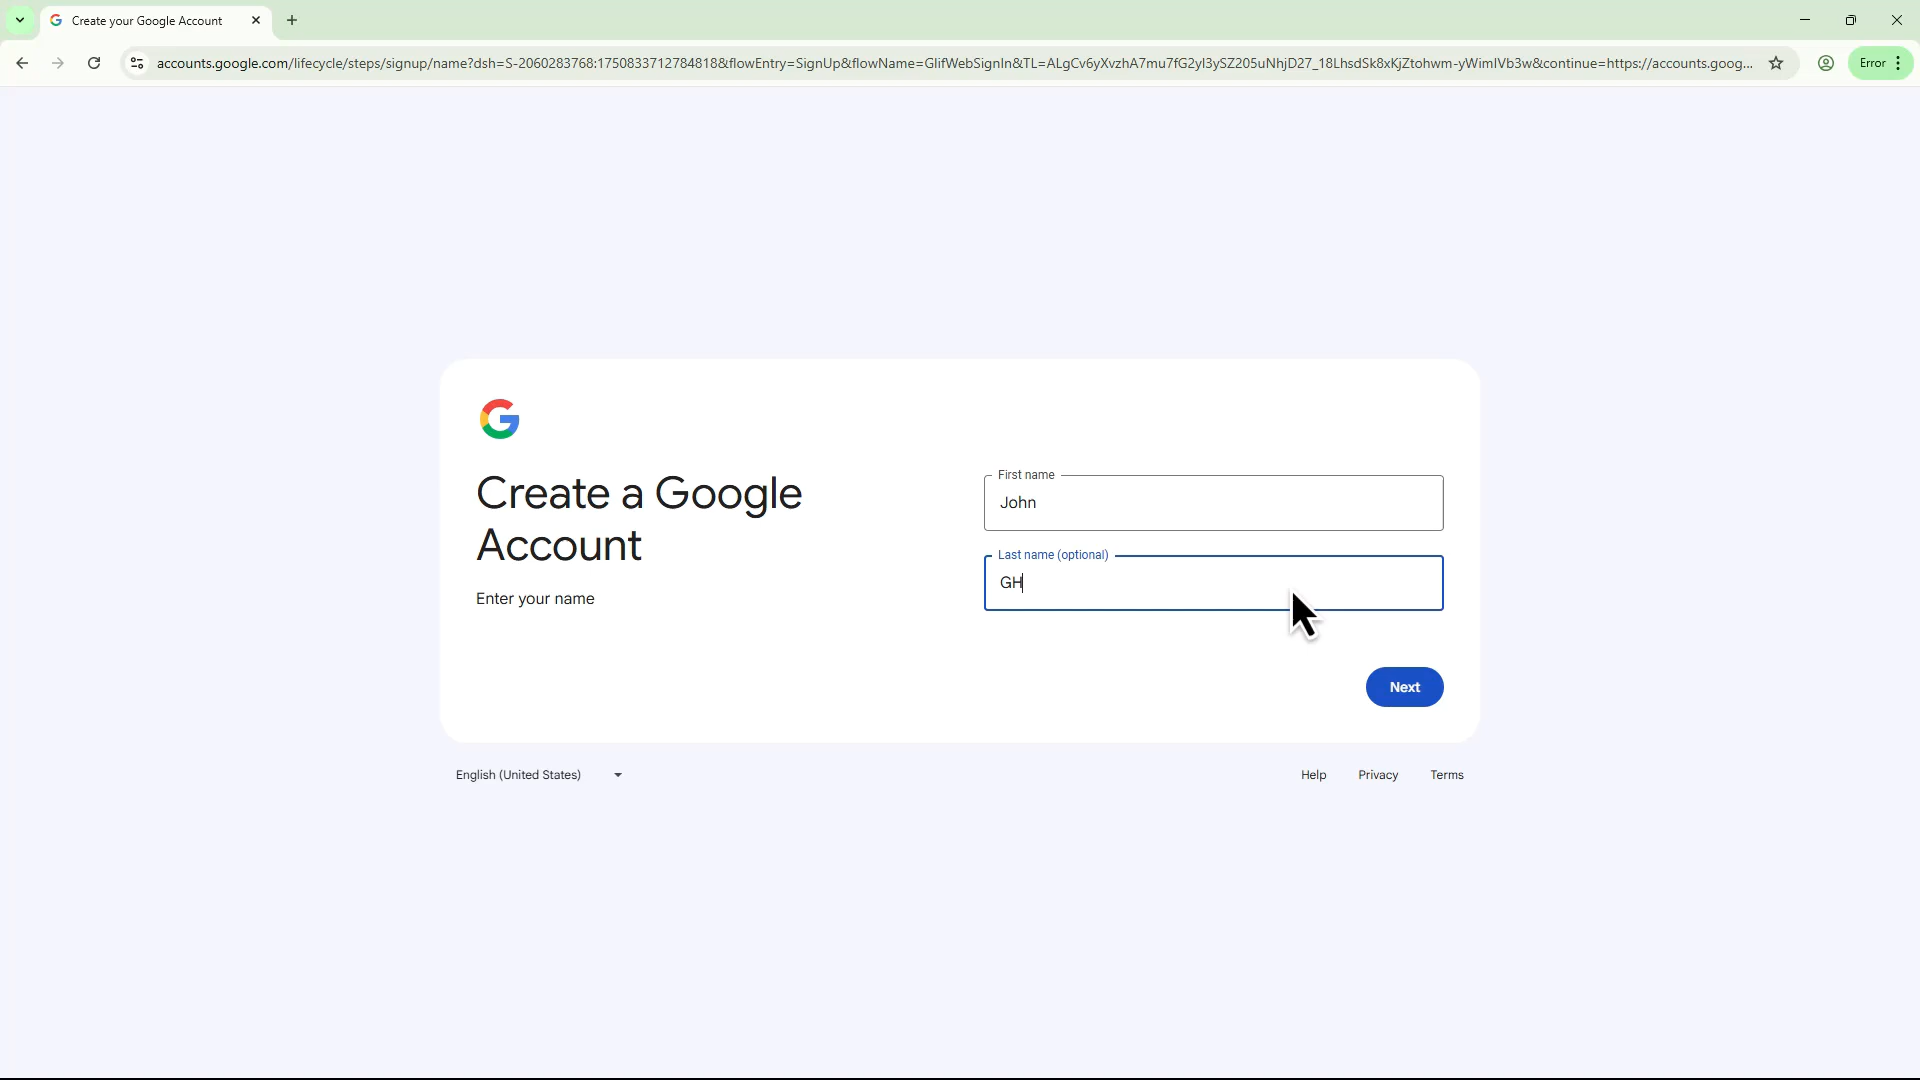 Create your Google Account
accounts.google.com/lifecycle/steps/signup/name?dsh=S-2060283768:1750833712784818&flowEntry=SignUp&flowName=GlifWebSignIn&TL=ALgCv6yXvzhA7mu7fG2yl3ySZ205uNhjD27_18LhsdSk8xKjZtohwm-yWimIVb3w&continue=https://accounts.goog...
Error
Create a Google
Account
Enter your name
First name
John
Last name (optional)
GH
Next
English (United States)
Help Privacy Terms